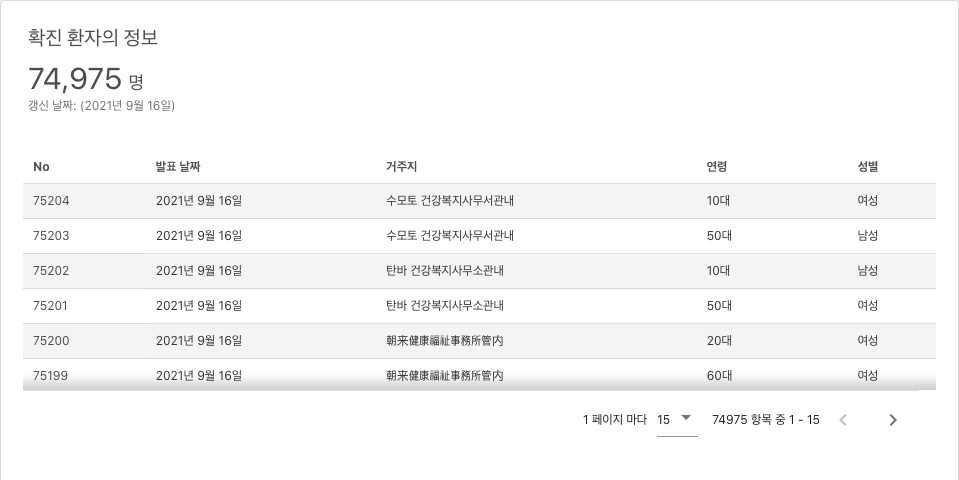 확진 환자의 정보
74,975 명
갱신 날짜: (2021년 9월 16일)
No 발표 날짜 거주지 연령 성별
75204 2021년 9월 16일 수모토 건강복지사무서관내 10대 여성
75203 2021년 9월 16일 수모토 건강복지사무서관내 50대 남성
75202 2021년 9월 16일 탄바 건강복지사무소관내 10대 남성
75201 2021년 9월 16일 탄바 건강복지사무소관내 50대 여성
75200 2021년 9월 16일 朝来健康福祉事務所管内 20대 여성
75199 2021년 9월 16일 朝来健康福祉事務所管内 60대 여성
1 페이지 마다 15 74975 항목 중 1 - 15